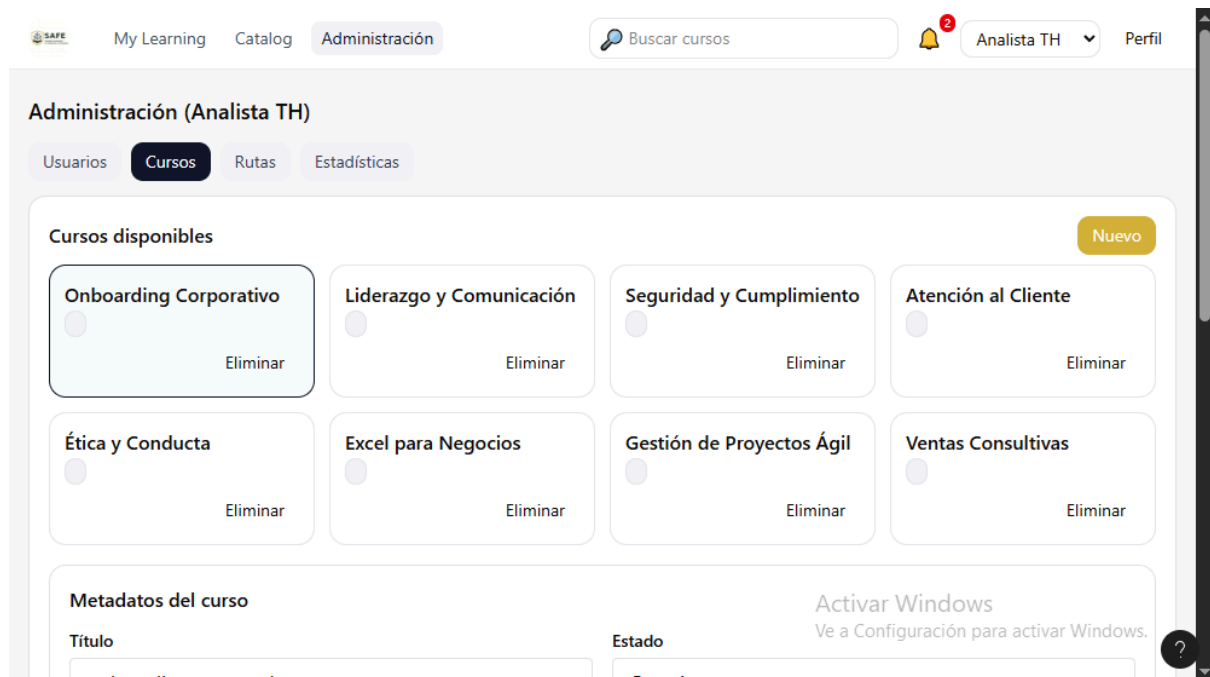 SAFE My Learning Catalog Administración Buscar cursos 2 Analista TH Perfil
Administración (Analista TH)
Usuarios Cursos Rutas Estadísticas
Cursos disponibles Nuevo
Onboarding Corporativo Liderazgo y Comunicación Seguridad y Cumplimiento Atención al Cliente
Eliminar Eliminar Eliminar Eliminar
Ética y Conducta Excel para Negocios Gestión de Proyectos Ágil Ventas Consultivas
Eliminar Eliminar Eliminar Eliminar
Metadatos del curso
Activar Windows
Ve a Configuración para activar Windows.
Título Estado
?